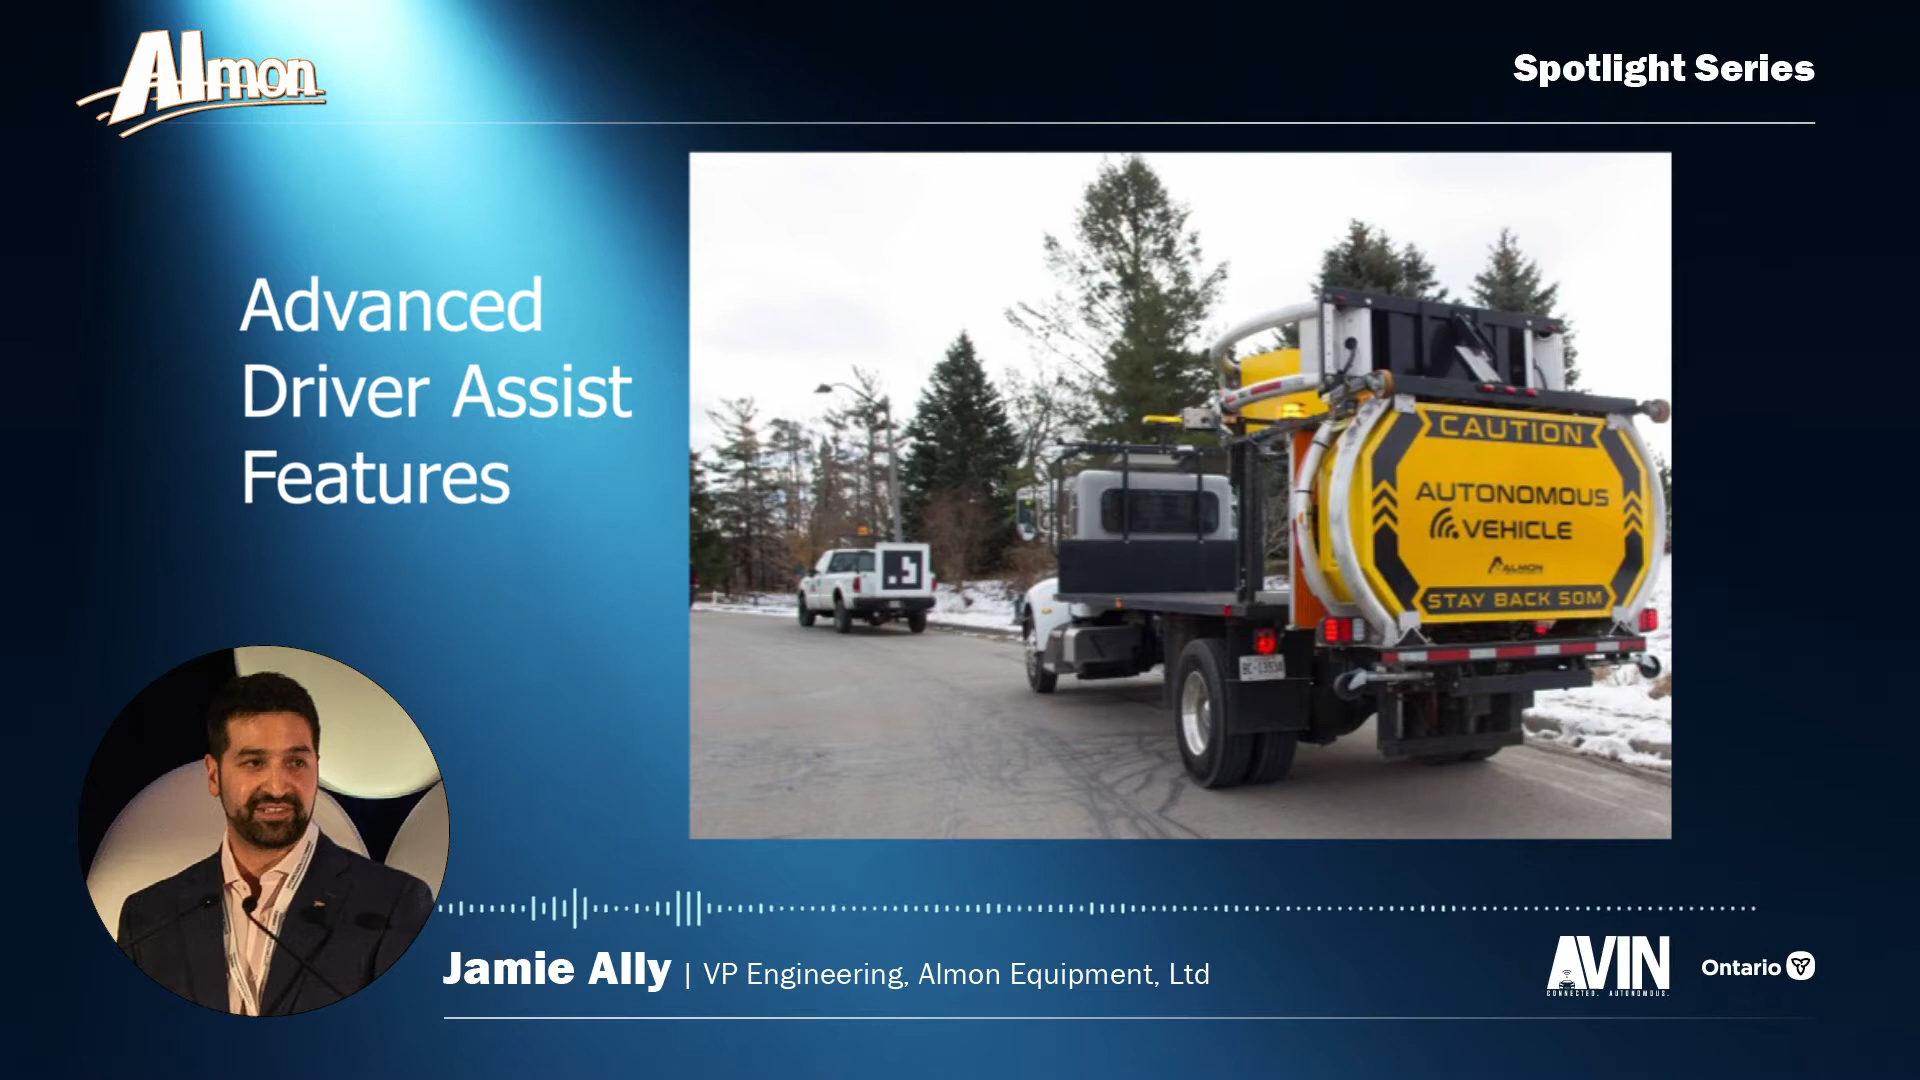 Almon
Spotlight Series
Advanced
Driver Assist
Features
CAUTION
AUTONOMOUS
VEHICLE
ALMON
STAY BACK 50M
Jamie Ally | VP Engineering, Almon Equipment, Ltd
AVIN
CONNECTED. AUTONOMOUS.
Ontario